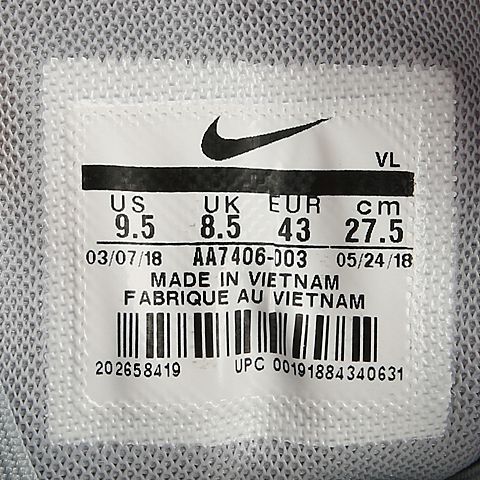 VL
US UK EUR cm
9.5 8.5 43 27.5
03/07/18 AA7406-003 05/24/18
MADE IN VIETNAM
FABRIQUE AU VIETNAM
202658419 UPC 00191884340631